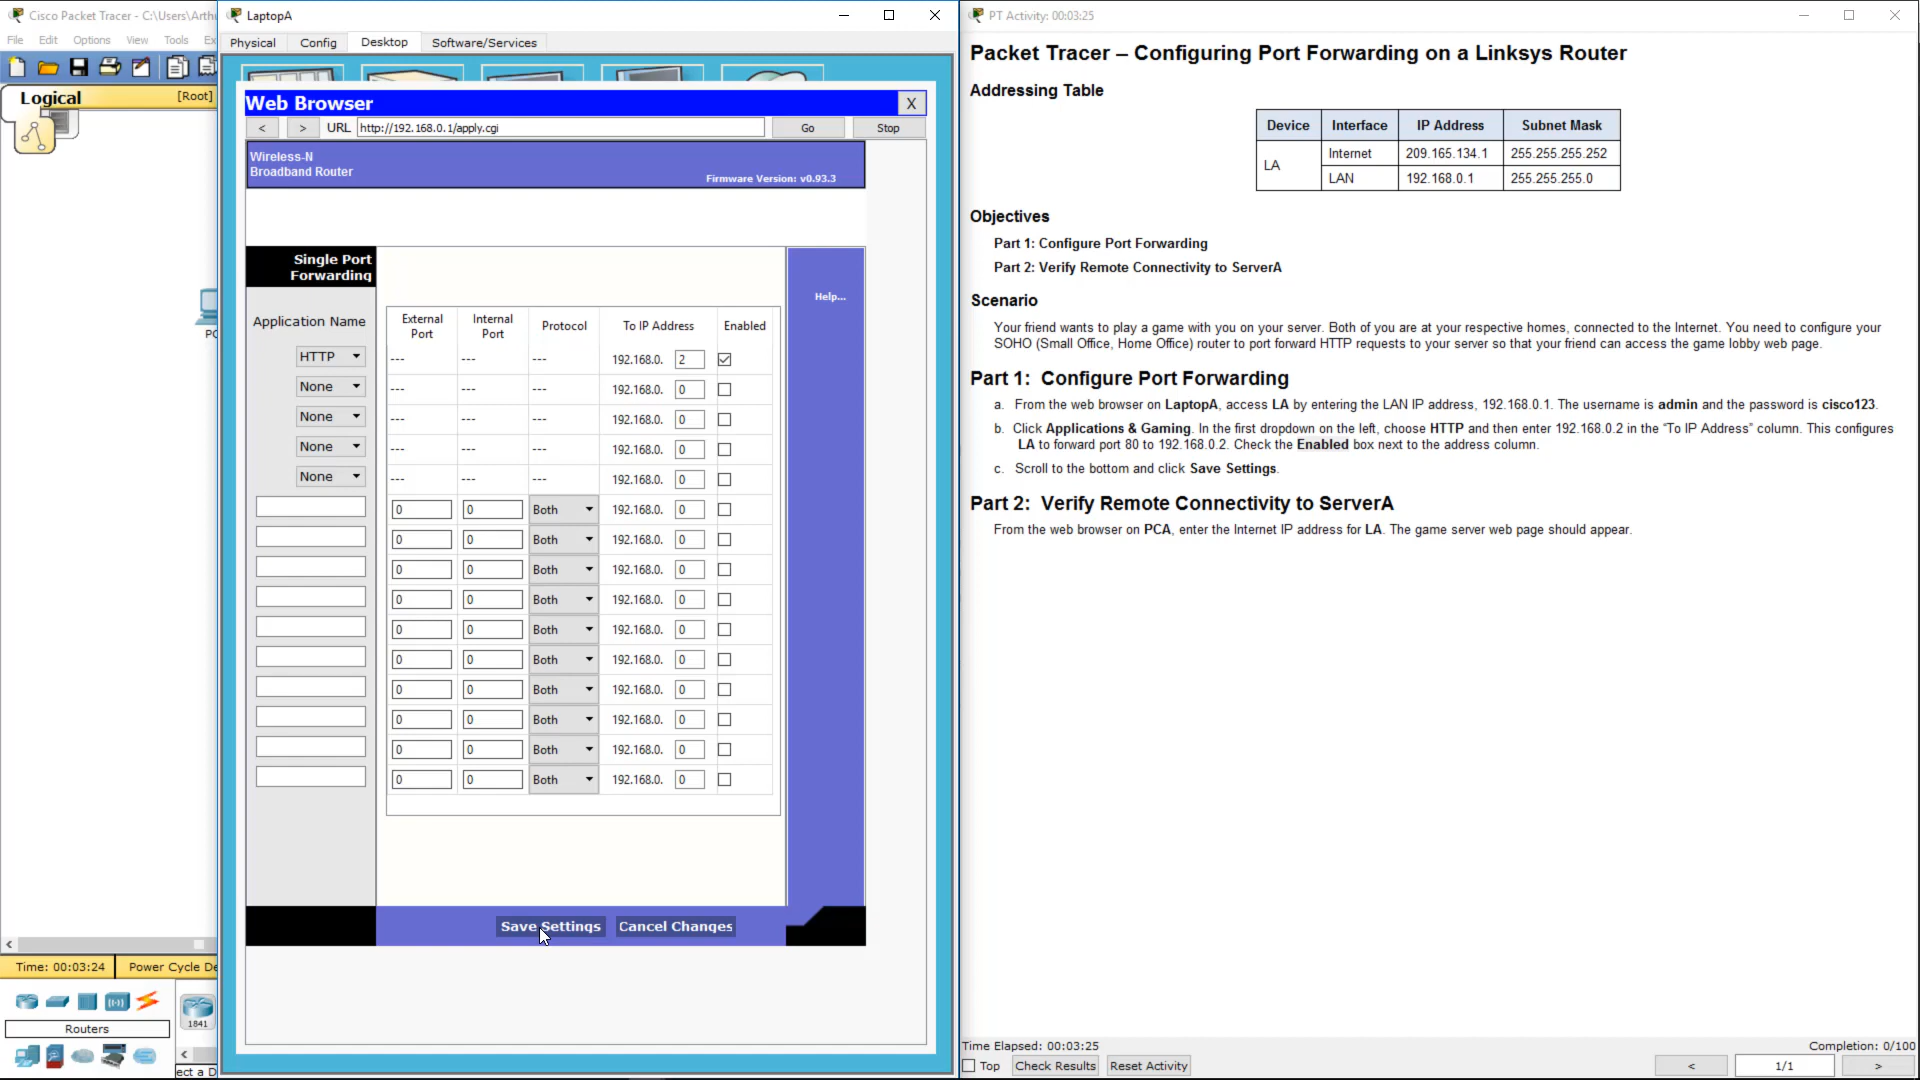 Cisco Packet Tracer - C:\Users\Arthu
File Edit Options View Tools Ex
Logical
[Root]
PC
Time: 00:03:24
Power Cycle De
Routers
1841
ect a D
LaptopA
Physical Config Desktop Software/Services
Web Browser
X
< > URL http://192.168.0.1/apply.cgi Go Stop
Wireless-N
Broadband Router
Firmware Version: v0.93.3
Single Port
Forwarding
Help...
Application Name
External Port Internal Port Protocol To IP Address Enabled
HTTP --- --- --- 192.168.0. 2
None --- --- --- 192.168.0. 0
None --- --- --- 192.168.0. 0
None --- --- --- 192.168.0. 0
None --- --- --- 192.168.0. 0
0 0 Both 192.168.0. 0
0 0 Both 192.168.0. 0
0 0 Both 192.168.0. 0
0 0 Both 192.168.0. 0
0 0 Both 192.168.0. 0
0 0 Both 192.168.0. 0
0 0 Both 192.168.0. 0
0 0 Both 192.168.0. 0
0 0 Both 192.168.0. 0
0 0 Both 192.168.0. 0
Save Settings Cancel Changes
PT Activity: 00:03:25
Packet Tracer – Configuring Port Forwarding on a Linksys Router
Addressing Table
Device Interface IP Address Subnet Mask
LA Internet 209.165.134.1 255.255.255.252
LAN 192.168.0.1 255.255.255.0
Objectives
Part 1: Configure Port Forwarding
Part 2: Verify Remote Connectivity to ServerA
Scenario
Your friend wants to play a game with you on your server. Both of you are at your respective homes, connected to the Internet. You need to configure your
SOHO (Small Office, Home Office) router to port forward HTTP requests to your server so that your friend can access the game lobby web page.
Part 1: Configure Port Forwarding
a. From the web browser on LaptopA, access LA by entering the LAN IP address, 192.168.0.1. The username is admin and the password is cisco123.
b. Click Applications & Gaming. In the first dropdown on the left, choose HTTP and then enter 192.168.0.2 in the “To IP Address” column. This configures
LA to forward port 80 to 192.168.0.2. Check the Enabled box next to the address column.
c. Scroll to the bottom and click Save Settings.
Part 2: Verify Remote Connectivity to ServerA
From the web browser on PCA, enter the Internet IP address for LA. The game server web page should appear.
Time Elapsed: 00:03:25 Completion: 0/100
Top Check Results Reset Activity < 1/1 >